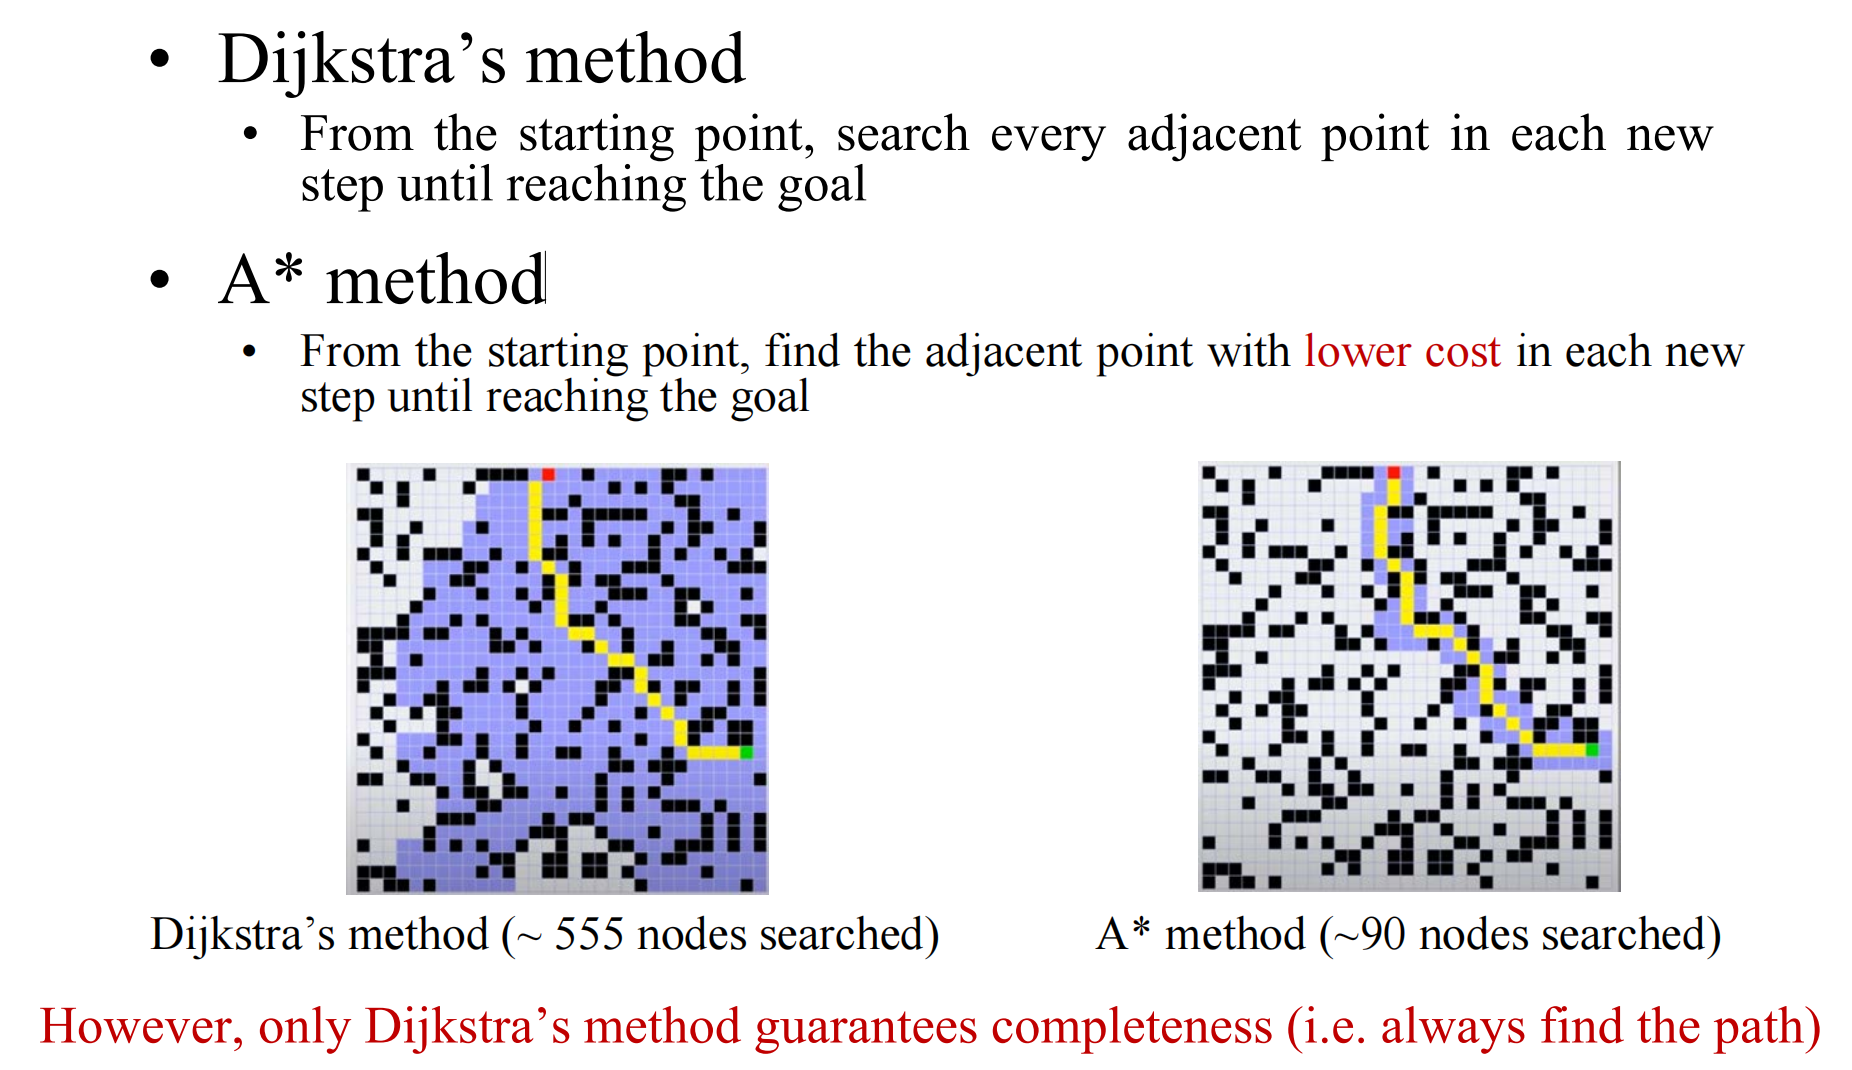 • Dijkstra’s method
• From the starting point, search every adjacent point in each new
step until reaching the goal
• A* method
• From the starting point, find the adjacent point with lower cost in each new
step until reaching the goal
Dijkstra’s method (~ 555 nodes searched)
A* method (~90 nodes searched)
However, only Dijkstra’s method guarantees completeness (i.e. always find the path)